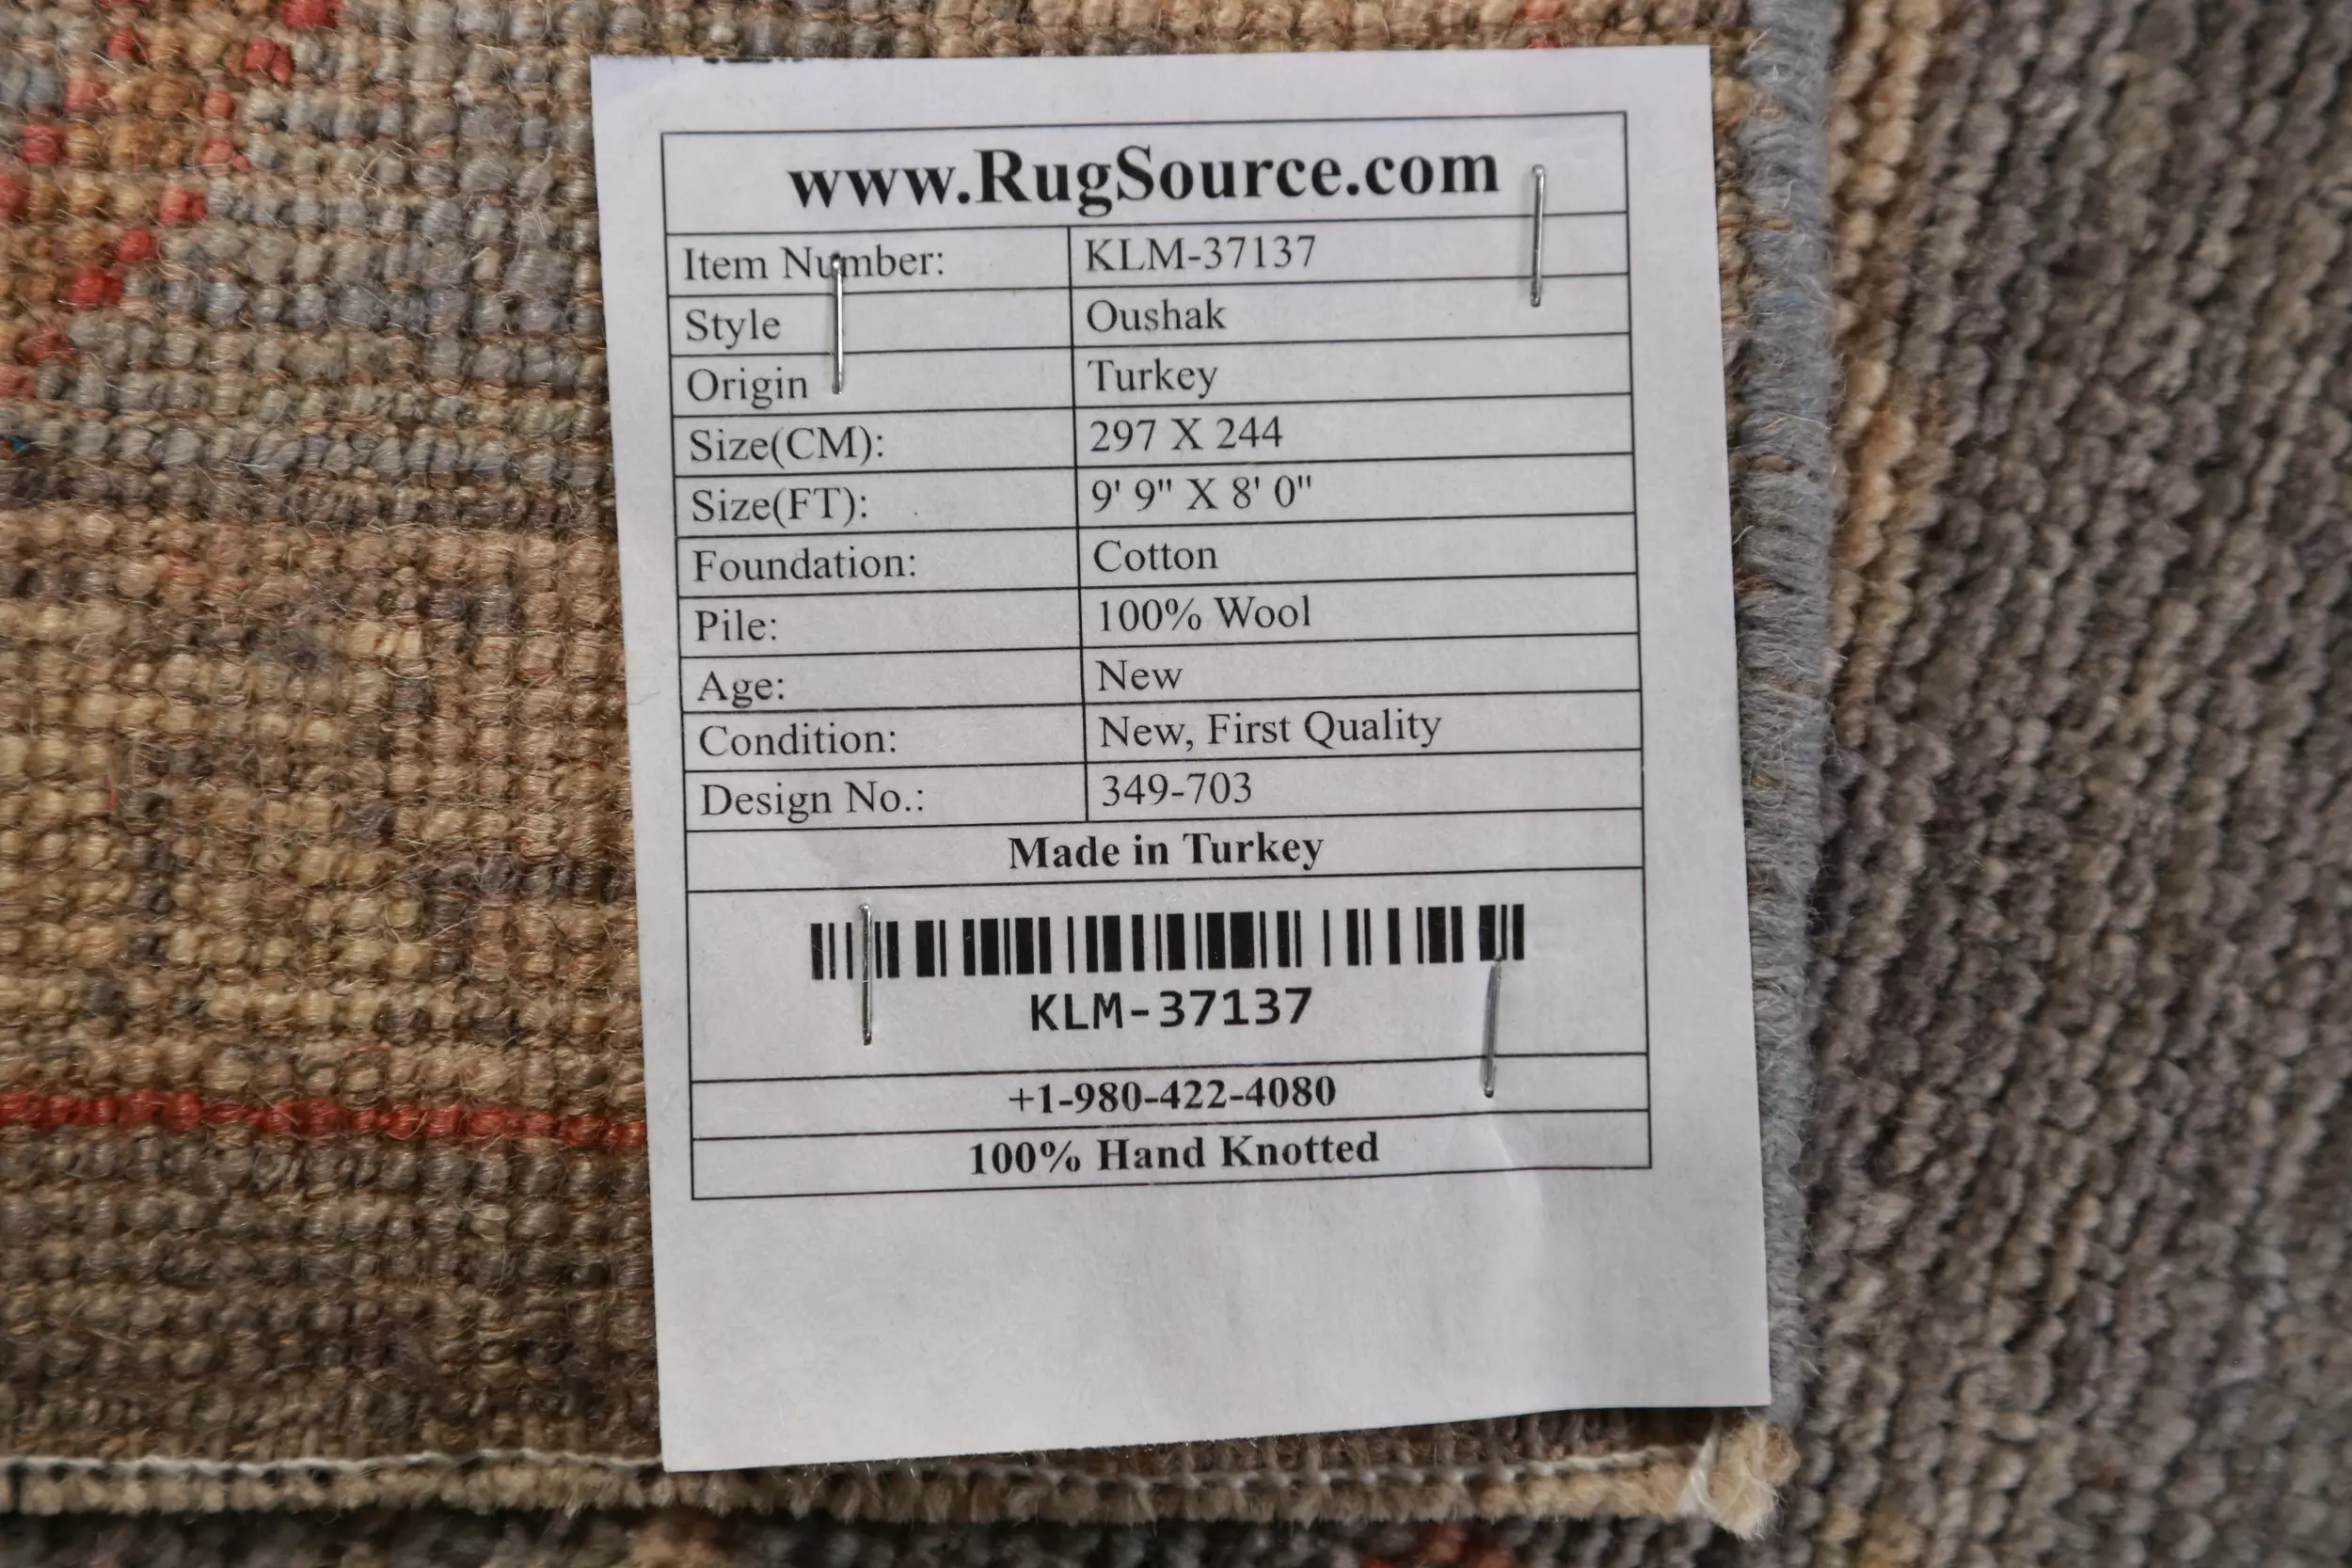 www.RugSource.com
Item Number: KLM-37137
Style Oushak
Origin Turkey
Size(CM): 297 X 244
Size(FT): 9' 9" X 8' 0"
Foundation: Cotton
Pile: 100% Wool
Age: New
Condition: New, First Quality
Design No.: 349-703
Made in Turkey
KLM-37137
+1-980-422-4080
100% Hand Knotted